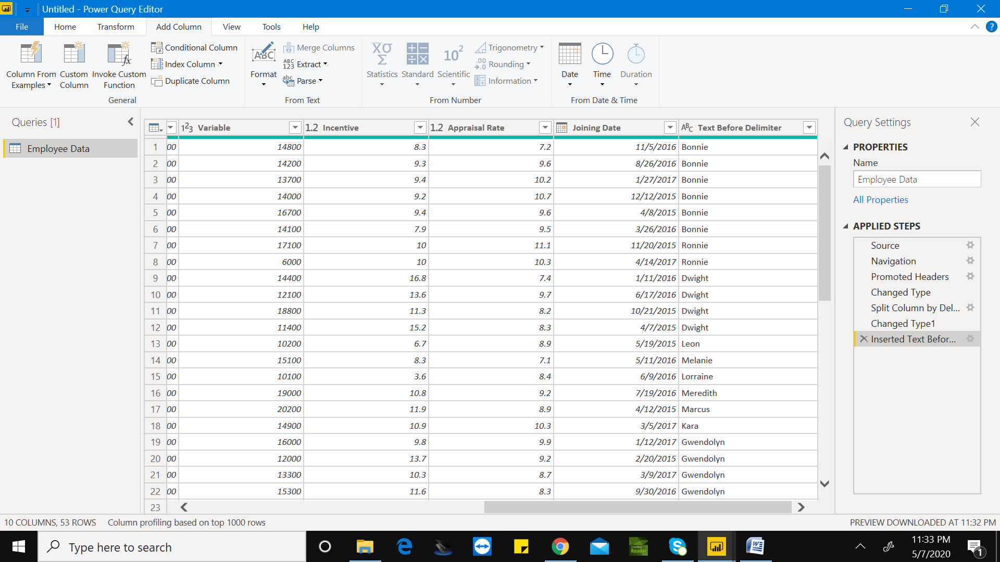 Untitled - Power Query Editor
File Home Transform Add Column View Tools Help
Column From Examples
Custom Column
Invoke Custom Function
Conditional Column
Index Column
Duplicate Column
General
Format
Merge Columns
Extract
Parse
From Text
Statistics
Standard
Scientific
Trigonometry
Rounding
Information
From Number
Date
Time
Duration
From Date & Time
Queries [1]
Employee Data
Variable Incentive Appraisal Rate Joining Date Text Before Delimiter
1 00 14800 8.3 7.2 11/5/2016 Bonnie
2 00 14200 9.3 9.6 8/26/2016 Bonnie
3 00 13700 9.4 10.2 1/27/2017 Bonnie
4 00 14000 9.2 10.7 12/12/2015 Bonnie
5 00 16700 9.4 9.6 4/8/2015 Bonnie
6 00 14100 7.9 9.5 3/26/2016 Bonnie
7 00 17100 10 11.1 11/20/2015 Ronnie
8 00 6000 10 10.3 4/14/2017 Ronnie
9 00 14400 16.8 7.4 1/11/2016 Dwight
10 00 12100 13.6 9.7 6/17/2016 Dwight
11 00 18800 11.3 8.2 10/21/2015 Dwight
12 00 11400 15.2 8.3 4/7/2015 Dwight
13 00 10200 6.7 8.9 5/19/2015 Leon
14 00 15100 8.3 7.1 5/11/2016 Melanie
15 00 10100 3.6 8.4 6/9/2016 Lorraine
16 00 19000 10.8 9.2 7/19/2016 Meredith
17 00 20200 11.9 8.9 4/12/2015 Marcus
18 00 14900 10.9 10.3 3/5/2017 Kara
19 00 16000 9.8 9.9 1/12/2017 Gwendolyn
20 00 12000 13.7 9.2 2/20/2015 Gwendolyn
21 00 13300 10.3 8.7 3/9/2017 Gwendolyn
22 00 15300 11.6 8.3 9/30/2016 Gwendolyn
23
Query Settings
PROPERTIES
Name
Employee Data
All Properties
APPLIED STEPS
Source
Navigation
Promoted Headers
Changed Type
Split Column by Del...
Changed Type1
Inserted Text Befor...
10 COLUMNS, 53 ROWS Column profiling based on top 1000 rows
PREVIEW DOWNLOADED AT 11:32 PM
Type here to search
11:33 PM
5/7/2020
1